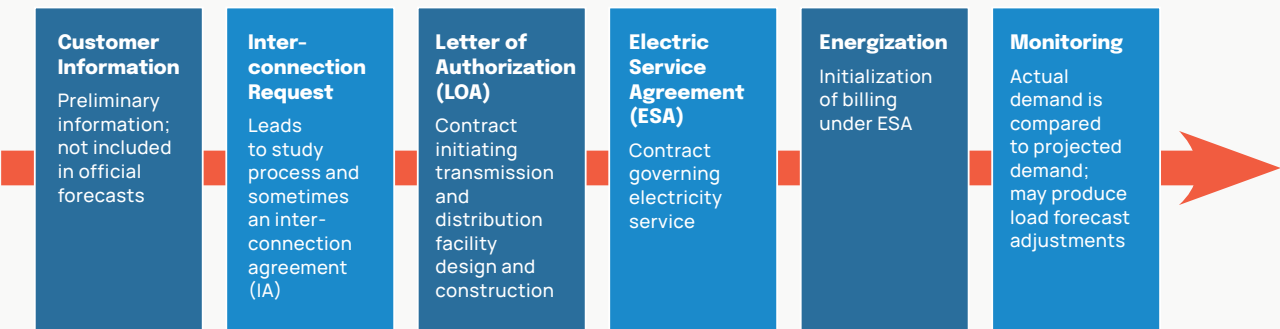 Customer
Information
Preliminary
information;
not included
in official
forecasts
Inter-
connection
Request
Leads
to study
process and
sometimes
an inter-
connection
agreement
(IA)
Letter of
Authorization
(LOA)
Contract
initiating
transmission
and
distribution
facility
design and
construction
Electric
Service
Agreement
(ESA)
Contract
governing
electricity
service
Energization
Initialization
of billing
under ESA
Monitoring
Actual
demand is
compared
to projected
demand;
may produce
load forecast
adjustments